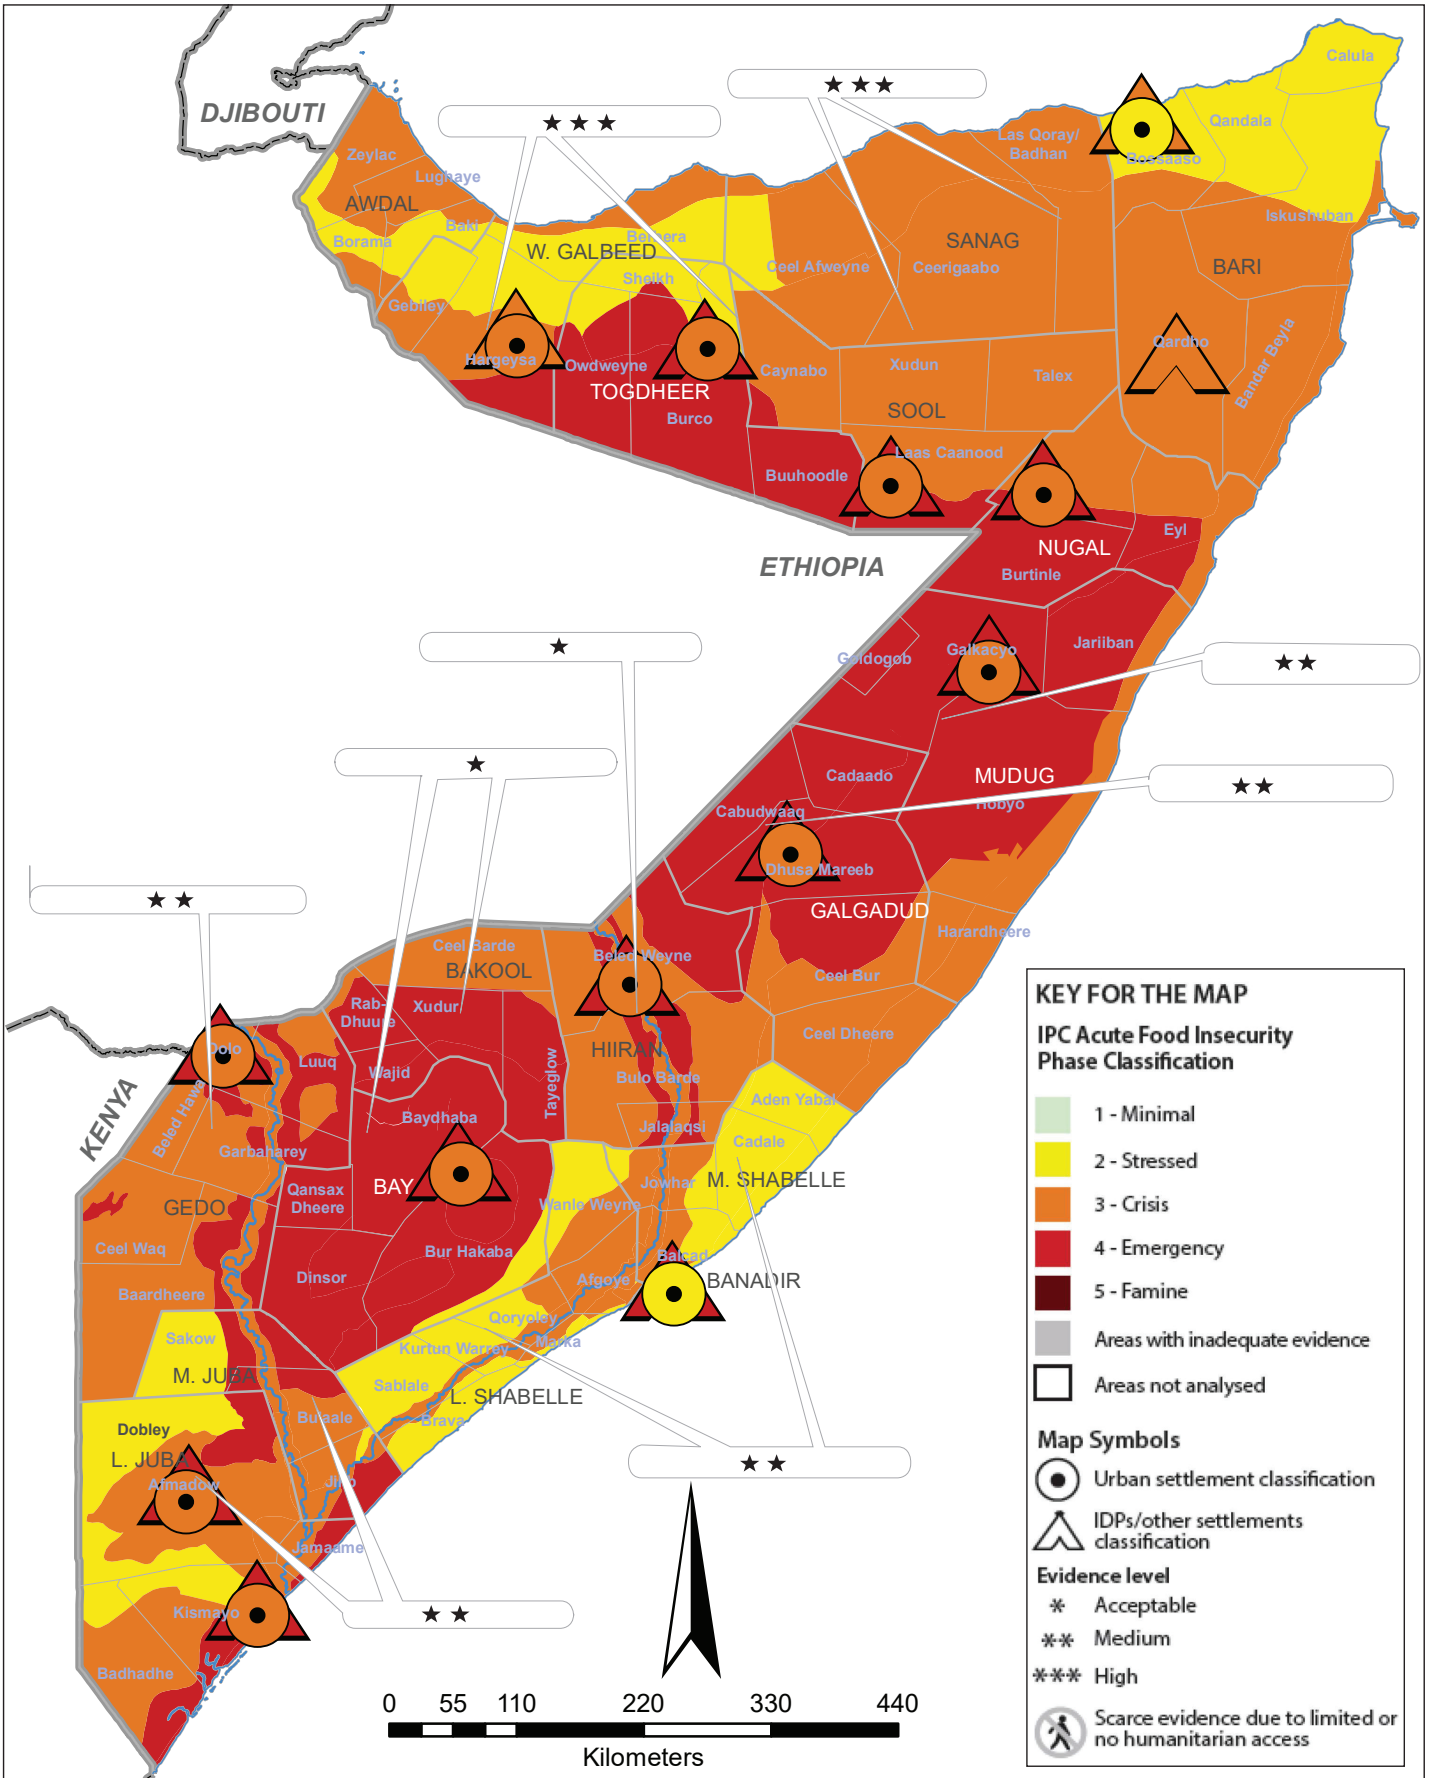 Calula
★ ★ ★
DJIBOUTI
★ ★ ★
Qandala
Las Qoray/
Badhan
Zeylac
Bossaaso
Lughaye
AWDAL
Iskushuban
Baki
Borama
Berbera
W. GALBEED
SANAG
Ceel Afweyne
Ceerigaabo
BARI
Sheikh
Gebiley
Qardho
Hargeysa
Owdweyne
Caynabo
Xudun
Talex
Bandar Beyla
TOGDHEER
Burco
SOOL
Laas Caanood
Buuhoodle
Eyl
NUGAL
ETHIOPIA
Burtinle
★
Jariiban
Galkacyo
Goldogob
★ ★
★
MUDUG
Cadaado
★ ★
Hobyo
Cabudwaaq
Dhusa Mareeb
★ ★
GALGADUD
Harardheere
Ceel Barde
Beled Weyne
BAKOOL
Ceel Bur
Rab-
Dhuure
Xudur
Ceel Dheere
Dolo
HIIRAN
Luuq
Wajid
Bulo Barde
Tayeglow
KENYA
Beled Hawa
Aden Yabal
Baydhaba
Jalalaqsi
Cadale
Garbaharey
BAY
Qansax
Dheere
Jowhar
M. SHABELLE
GEDO
Wanle Weyne
Ceel Waq
Bur Hakaba
Balcad
Dinsor
Afgoye
BANADIR
Baardheere
Qoryoley
Sakow
Kurtun Warrey
Marka
M. JUBA
Sablale
L. SHABELLE
Bu'aale
Brava
Dobley
L. JUBA
Afmadow
Jilib
★ ★
Jamaame
Kismayo
★ ★
Badhadhe
0 55 110 220 330 440
Kilometers
KEY FOR THE MAP
IPC Acute Food Insecurity
Phase Classification
1 - Minimal
2 - Stressed
3 - Crisis
4 - Emergency
5 - Famine
Areas with inadequate evidence
Areas not analysed
Map Symbols
Urban settlement classification
IDPs/other settlements
classification
Evidence level
* Acceptable
** Medium
*** High
Scarce evidence due to limited or
no humanitarian access